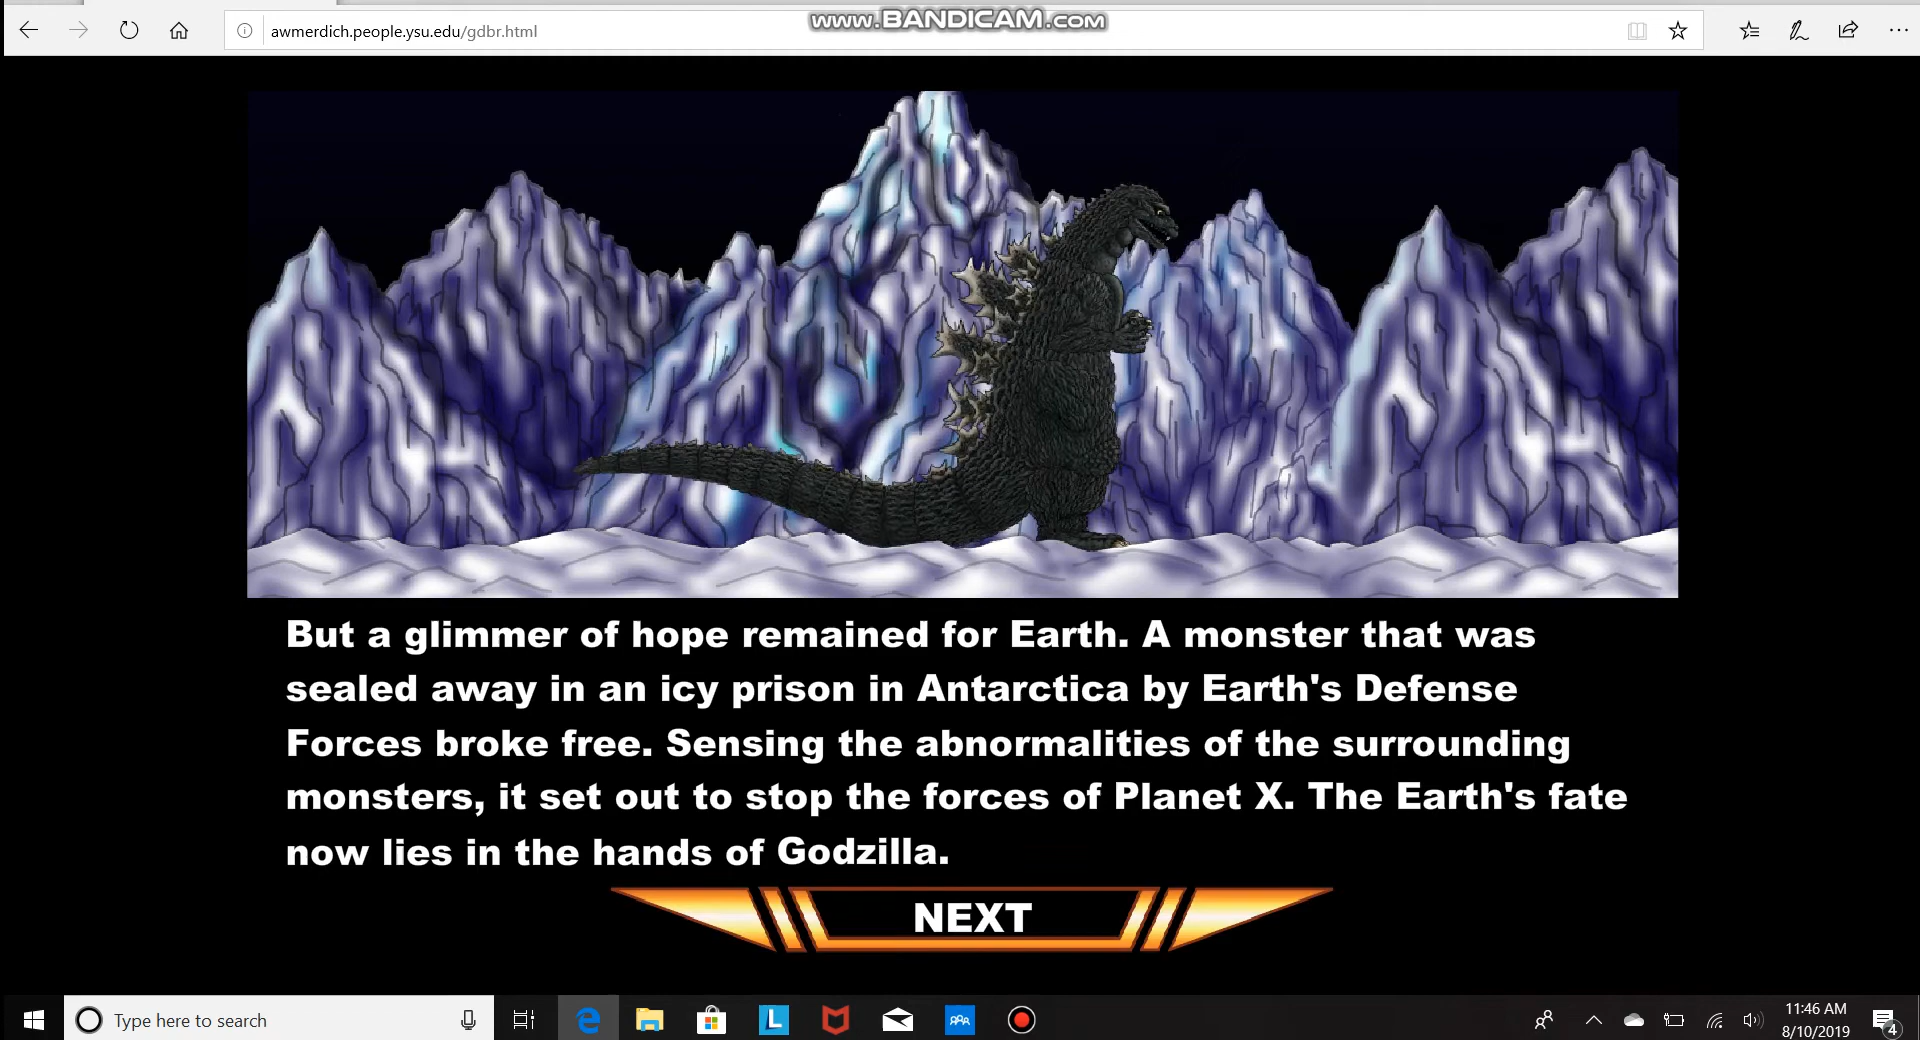 www.BANDICAM.com
awmerdich.people.ysu.edu/gdbr.html
But a glimmer of hope remained for Earth. A monster that was
sealed away in an icy prison in Antarctica by Earth's Defense
Forces broke free. Sensing the abnormalities of the surrounding
monsters, it set out to stop the forces of Planet X. The Earth's fate
now lies in the hands of Godzilla.
NEXT
Type here to search
L
11:46 AM
8/10/2019
4